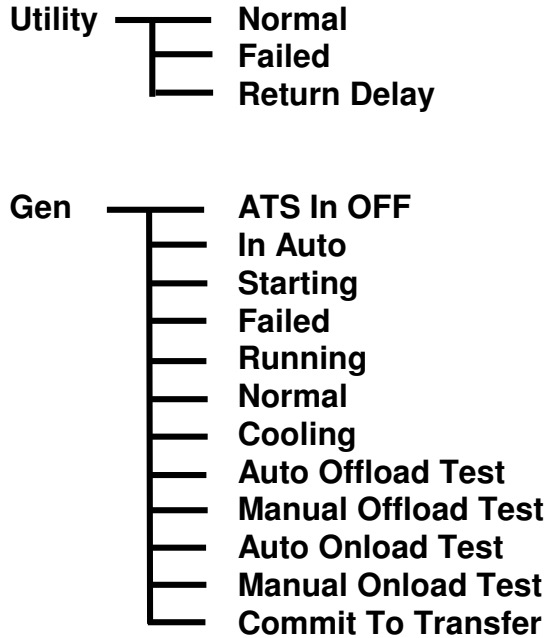 Utility Normal
Failed
Return Delay
Gen ATS In OFF
In Auto
Starting
Failed
Running
Normal
Cooling
Auto Offload Test
Manual Offload Test
Auto Onload Test
Manual Onload Test
Commit To Transfer